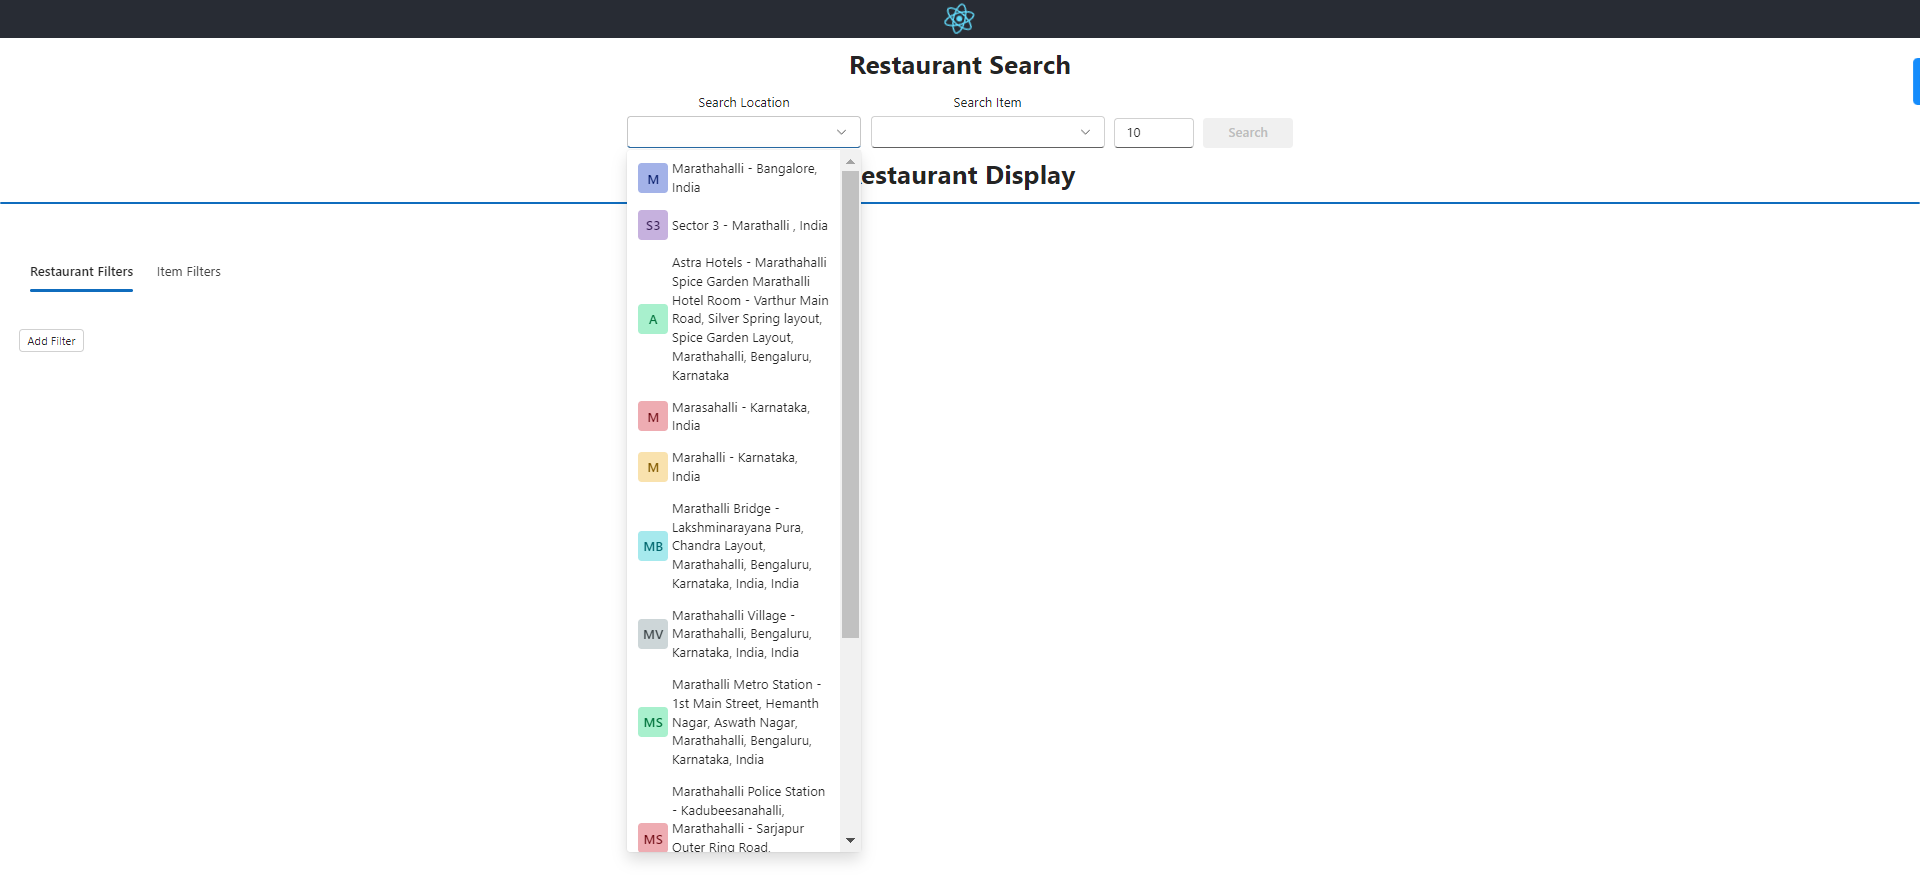 Restaurant Search
Search Location
Search Item
10
Search
estaurant Display
Restaurant Filters
Item Filters
Add Filter
M
Marathahalli - Bangalore,
India
S3
Sector 3 - Marathalli , India
A
Astra Hotels - Marathahalli
Spice Garden Marathalli
Hotel Room - Varthur Main
Road, Silver Spring layout,
Spice Garden Layout,
Marathahalli, Bengaluru,
Karnataka
M
Marasahalli - Karnataka,
India
M
Marahalli - Karnataka,
India
MB
Marathalli Bridge -
Lakshminarayana Pura,
Chandra Layout,
Marathahalli, Bengaluru,
Karnataka, India, India
MV
Marathahalli Village -
Marathahalli, Bengaluru,
Karnataka, India, India
MS
Marathalli Metro Station -
1st Main Street, Hemanth
Nagar, Aswath Nagar,
Marathahalli, Bengaluru,
Karnataka, India
MS
Marathahalli Police Station
- Kadubeesanahalli,
Marathahalli - Sarjapur
Outer Ring Road,